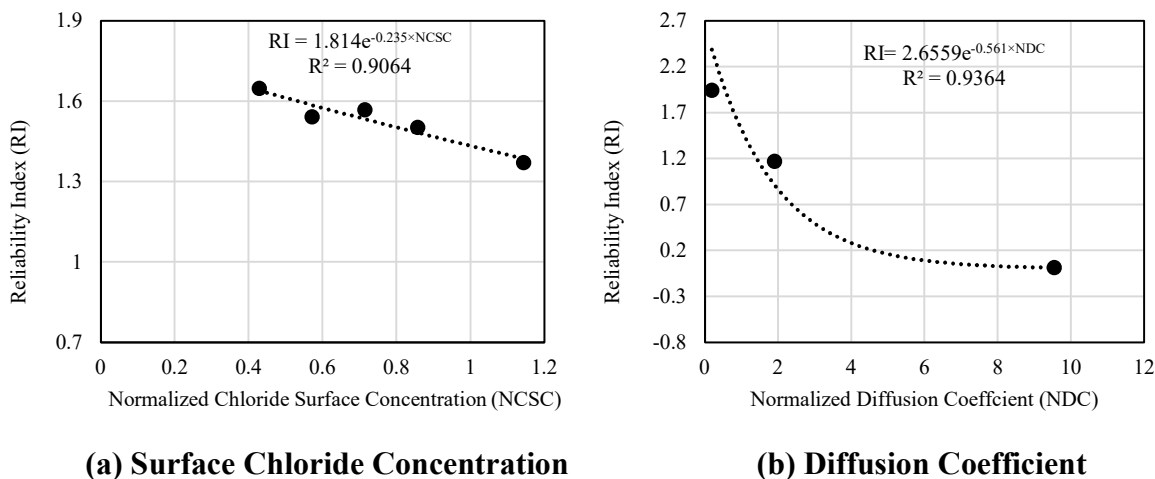 1.9
1.6
1.3
1
0.7
0
0.2
0.4
0.6
0.8
1
1.2
Reliability Index (RI)
RI = 1.814e^-0.235×NCSC
R² = 0.9064
Normalized Chloride Surface Concentration (NCSC)
(a) Surface Chloride Concentration
2.7
2.2
1.7
1.2
0.7
0.2
-0.3
-0.8
0
2
4
6
8
10
12
Reliability Index (RI)
RI= 2.6559e^-0.561×NDC
R² = 0.9364
Normalized Diffusion Coeffcient (NDC)
(b) Diffusion Coefficient